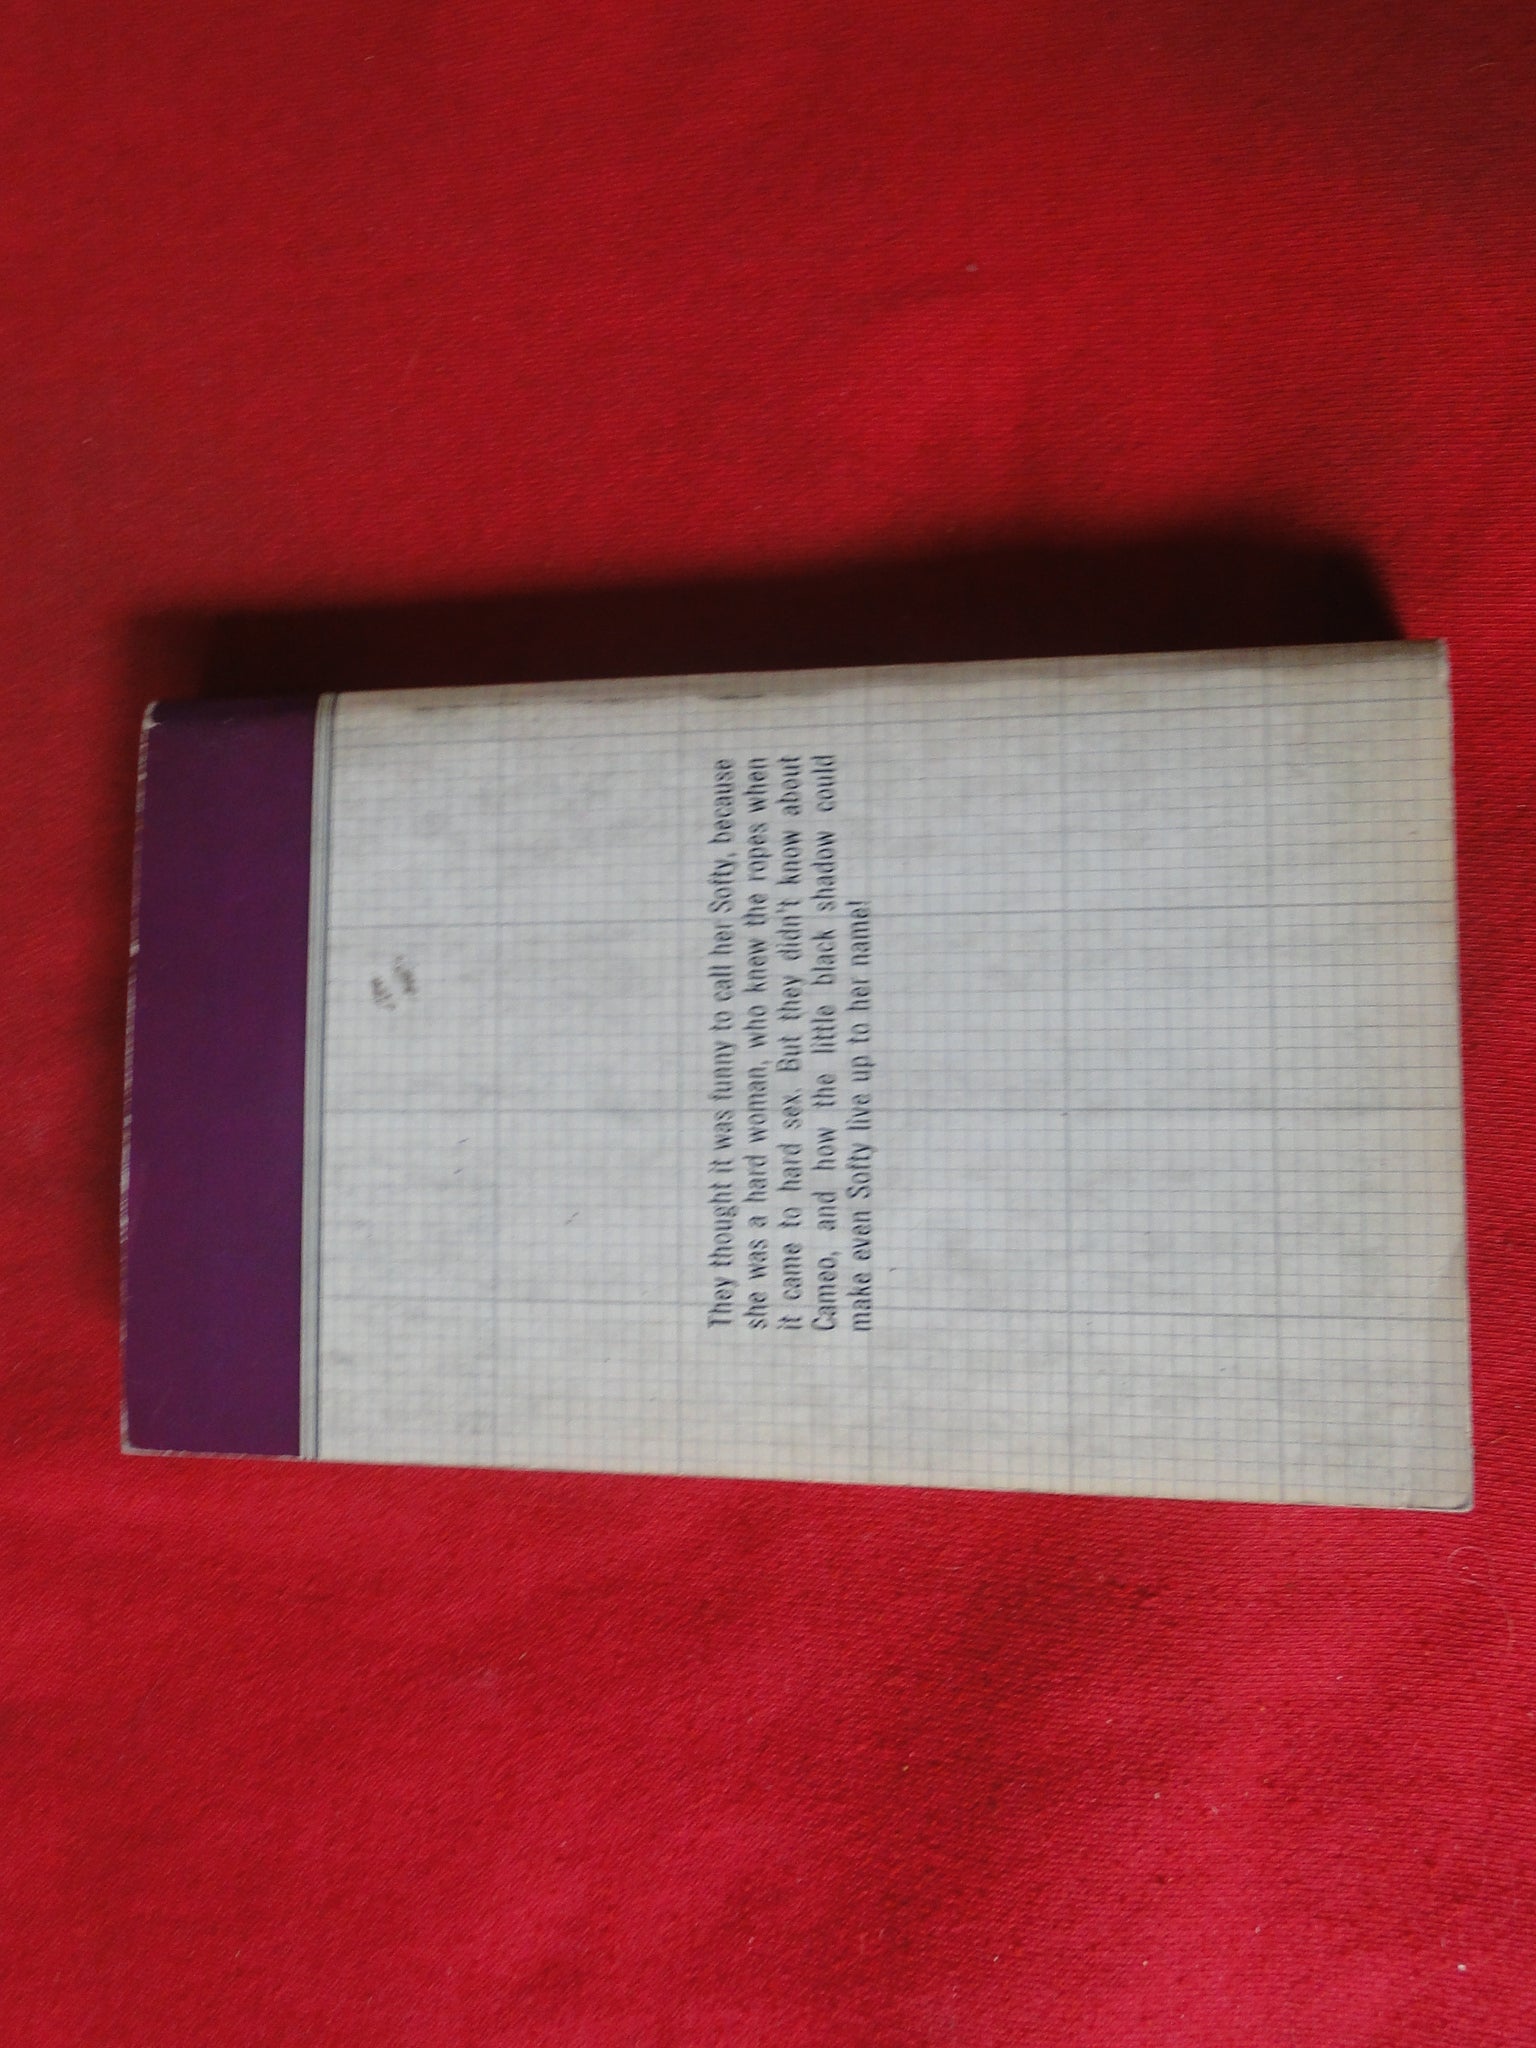 They thought it was funny to call her Softy, because
she was a hard woman, who knew the ropes when
it came to hard sex. But they didn't know about
Cameo, and how the little black shadow could
make even Softy live up to her name!